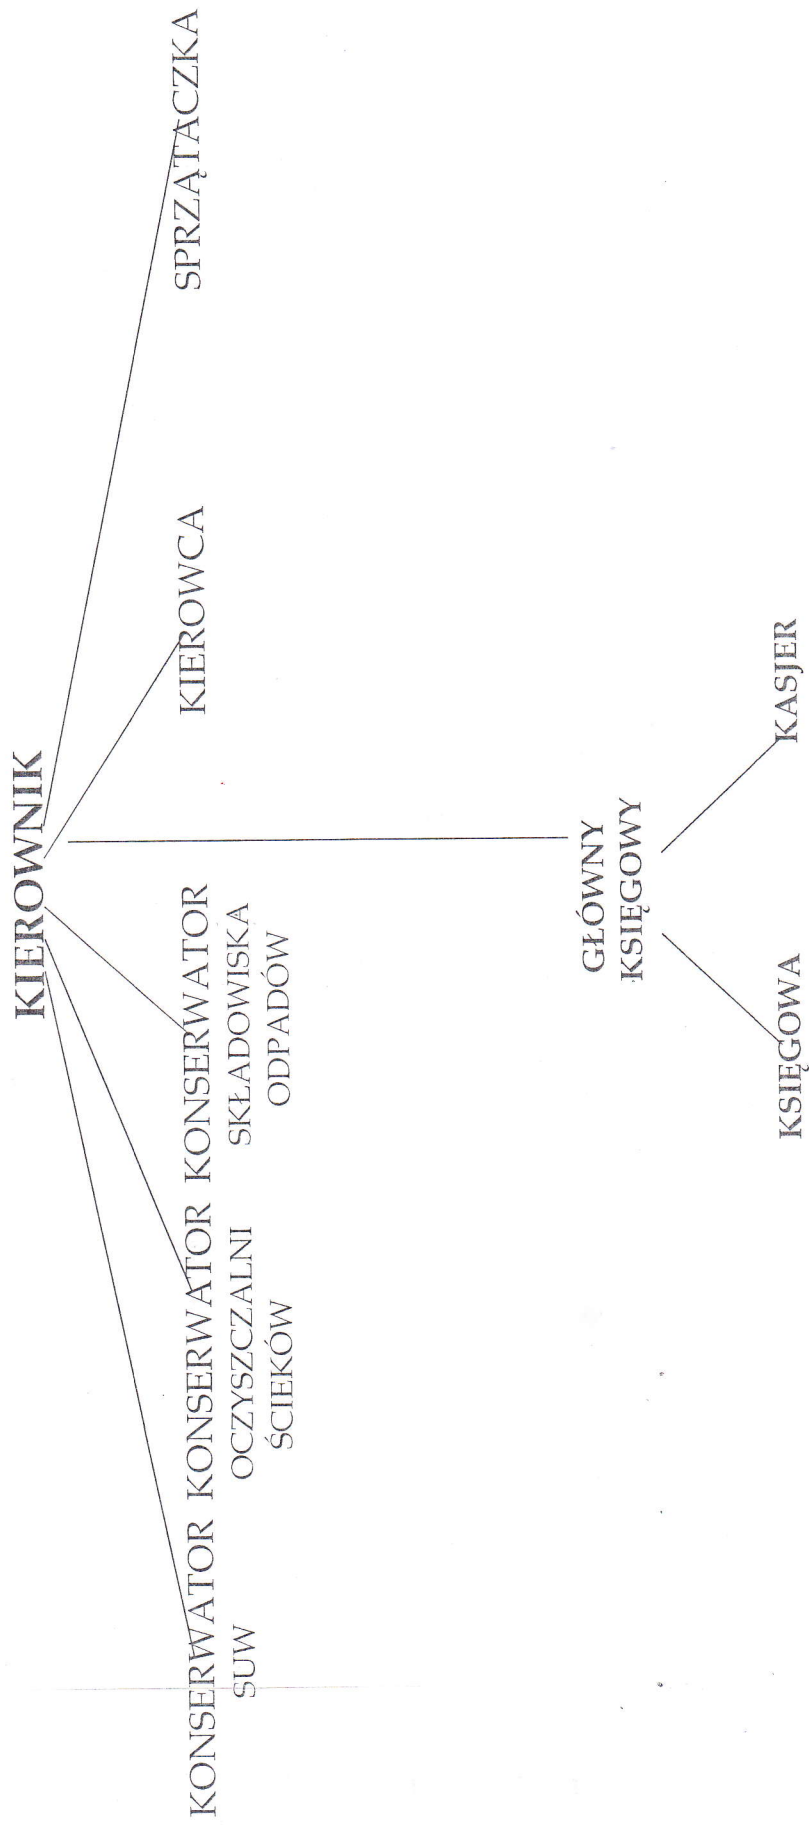 KIEROWNIK
KONSERWATOR
SUW
KONSERWATOR
OCZYSZCZALNI
ŚCIEKÓW
KONSERWATOR
SKŁADOWISKA
ODPADÓW
KIEROWCA
SPRZĄTACZKA
GŁÓWNY
KSIĘGOWY
KSIĘGOWA
KASJER